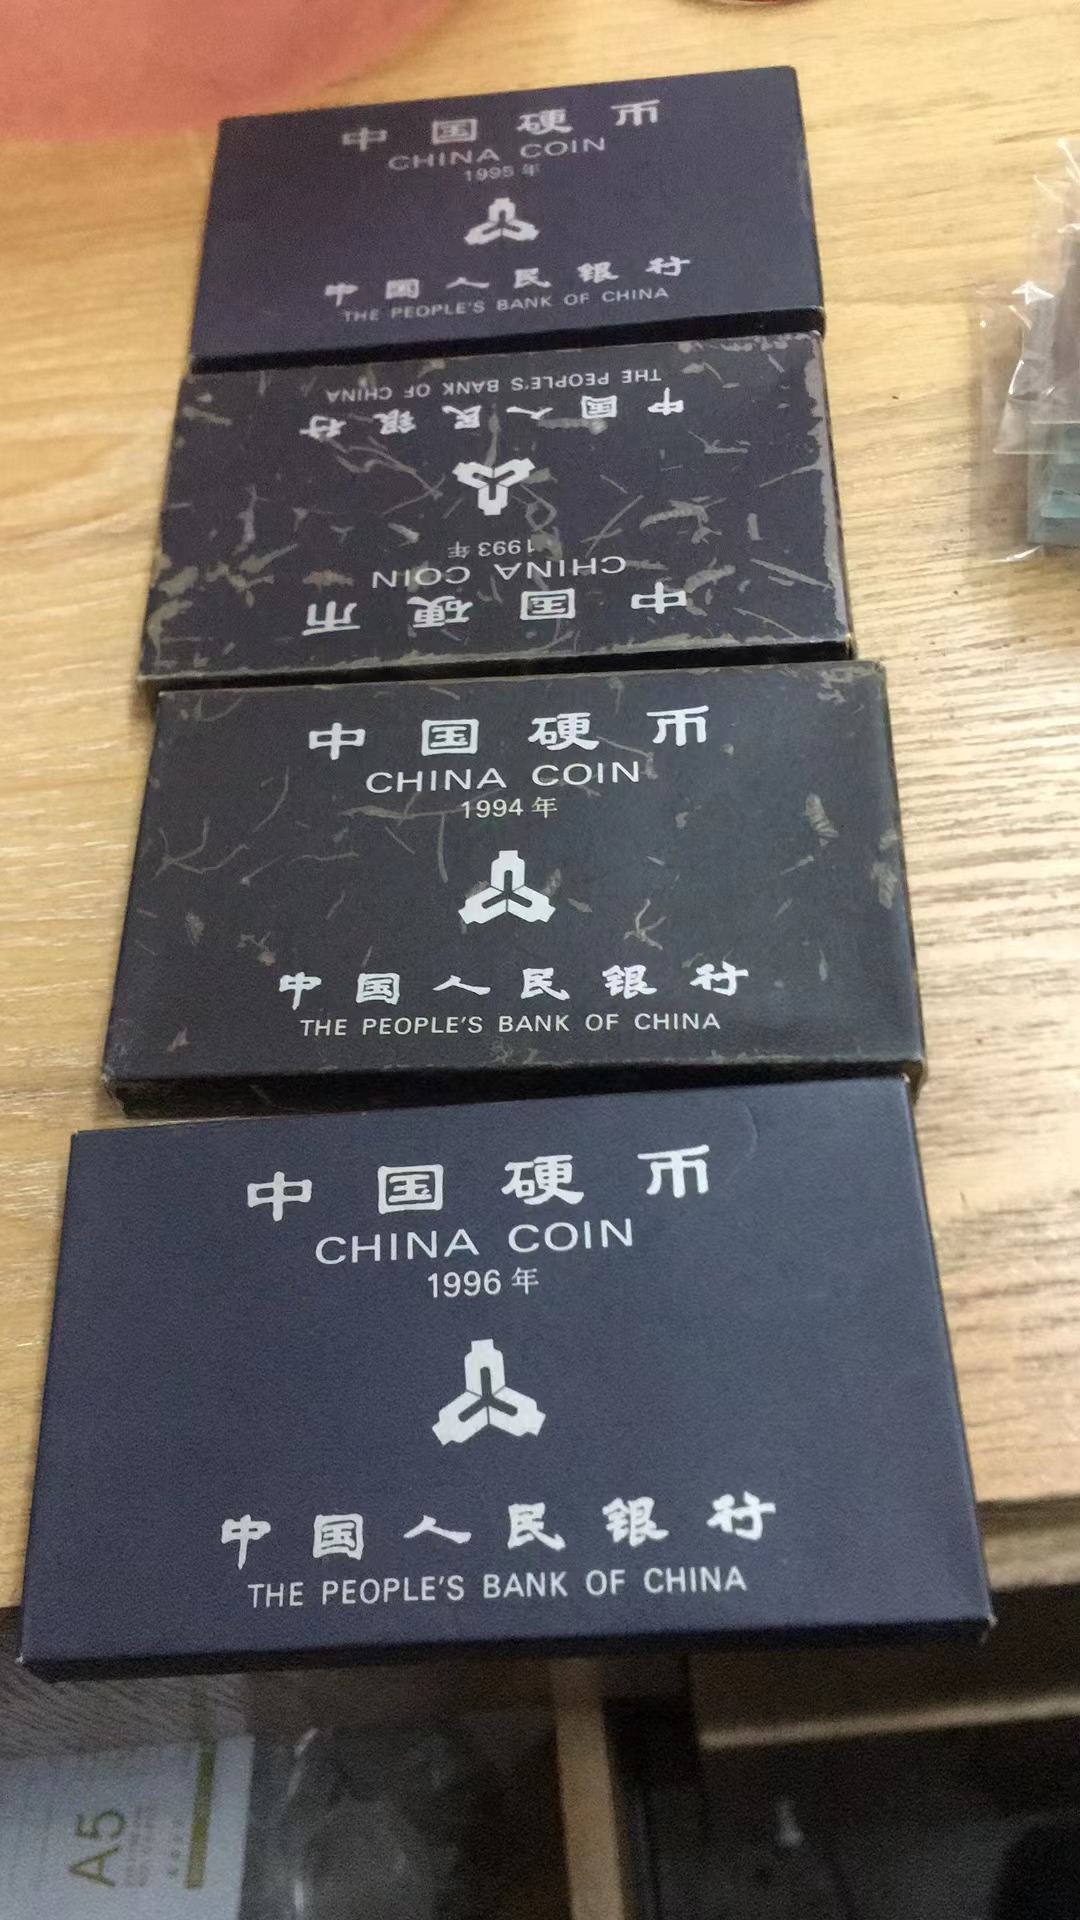 中国硬币
CHINA COIN
1995年
中国人民银行
THE PEOPLE'S BANK OF CHINA
中国硬币
CHINA COIN
1993年
中国人民银行
THE PEOPLE'S BANK OF CHINA
中国硬币
CHINA COIN
1994年
中国人民银行
THE PEOPLE'S BANK OF CHINA
中国硬币
CHINA COIN
1996年
中国人民银行
THE PEOPLE'S BANK OF CHINA
A5